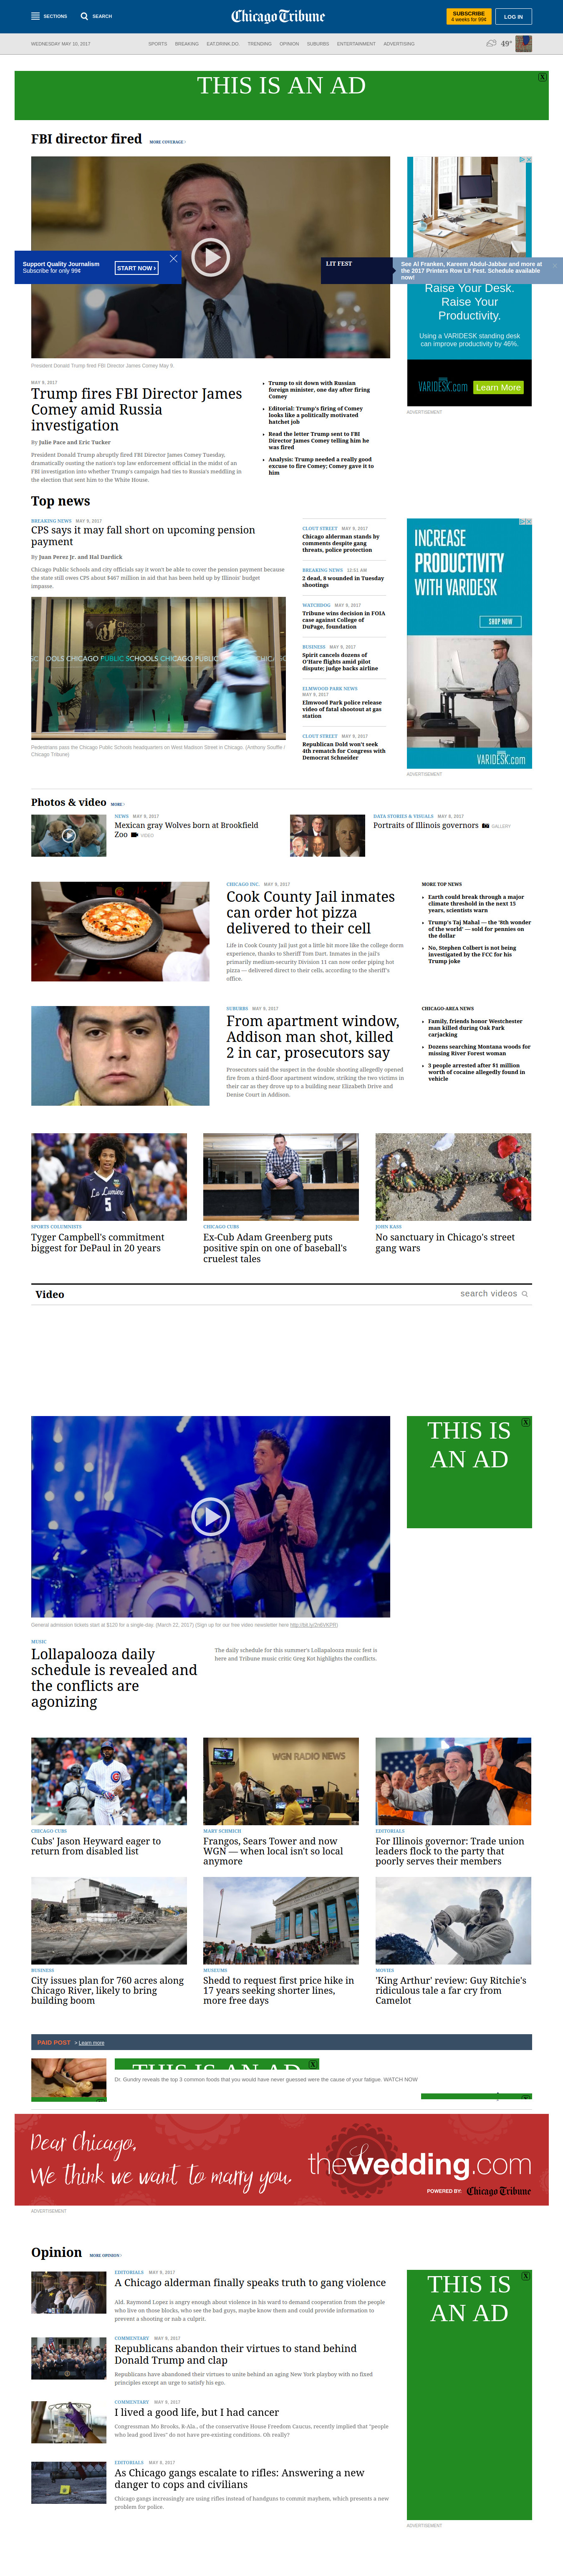 SECTIONS
SEARCH
Chicago Tribune
SUBSCRIBE
4 weeks for 99¢
LOG IN
WEDNESDAY MAY 10, 2017
SPORTS BREAKING EAT.DRINK.DO. TRENDING OPINION SUBURBS ENTERTAINMENT ADVERTISING
49°
THIS IS AN AD
X
FBI director fired
MORE COVERAGE
Support Quality Journalism
Subscribe for only 99¢
START NOW ›
LIT FEST
See Al Franken, Kareem Abdul-Jabbar and more at
the 2017 Printers Row Lit Fest. Schedule available
now!
Raise Your Desk.
Raise Your
Productivity.
Using a VARIDESK standing desk
can improve productivity by 46%.
VARIDESK.com
Learn More
ADVERTISEMENT
President Donald Trump fired FBI Director James Comey May 9.
MAY 9, 2017
Trump fires FBI Director James
Comey amid Russia
investigation
By Julie Pace and Eric Tucker
President Donald Trump abruptly fired FBI Director James Comey Tuesday,
dramatically ousting the nation's top law enforcement official in the midst of an
FBI investigation into whether Trump's campaign had ties to Russia's meddling in
the election that sent him to the White House.
Trump to sit down with Russian
foreign minister, one day after firing
Comey
Editorial: Trump's firing of Comey
looks like a politically motivated
hatchet job
Read the letter Trump sent to FBI
Director James Comey telling him he
was fired
Analysis: Trump needed a really good
excuse to fire Comey; Comey gave it to
him
Top news
BREAKING NEWS MAY 9, 2017
CPS says it may fall short on upcoming pension
payment
By Juan Perez Jr. and Hal Dardick
Chicago Public Schools and city officials say it won't be able to cover the pension payment because
the state still owes CPS about $467 million in aid that has been held up by Illinois' budget
impasse.
Chicago
Public
Schools
SCHOOLS CHICAGO PUBLIC SCHOOLS CHICAGO PUBLIC
Pedestrians pass the Chicago Public Schools headquarters on West Madison Street in Chicago. (Anthony Souffle /
Chicago Tribune)
CLOUT STREET MAY 9, 2017
Chicago alderman stands by
comments despite gang
threats, police protection
BREAKING NEWS 12:51 AM
2 dead, 8 wounded in Tuesday
shootings
WATCHDOG MAY 9, 2017
Tribune wins decision in FOIA
case against College of
DuPage, foundation
BUSINESS MAY 9, 2017
Spirit cancels dozens of
O'Hare flights amid pilot
dispute; judge backs airline
ELMWOOD PARK NEWS
MAY 9, 2017
Elmwood Park police release
video of fatal shootout at gas
station
CLOUT STREET MAY 9, 2017
Republican Dold won't seek
4th rematch for Congress with
Democrat Schneider
INCREASE
PRODUCTIVITY
WITH VARIDESK
SHOP NOW
VARIDESK.com
ADVERTISEMENT
Photos & video
MORE
NEWS MAY 9, 2017
Mexican gray Wolves born at Brookfield
Zoo VIDEO
DATA STORIES & VISUALS MAY 8, 2017
Portraits of Illinois governors GALLERY
CHICAGO INC. MAY 9, 2017
Cook County Jail inmates
can order hot pizza
delivered to their cell
Life in Cook County Jail just got a little bit more like the college dorm
experience, thanks to Sheriff Tom Dart. Inmates in the jail's
primarily medium-security Division 11 can now order piping hot
pizza — delivered direct to their cells, according to the sheriff's
office.
MORE TOP NEWS
Earth could break through a major
climate threshold in the next 15
years, scientists warn
Trump's Taj Mahal — the '8th wonder
of the world' — sold for pennies on
the dollar
No, Stephen Colbert is not being
investigated by the FCC for his
Trump joke
SUBURBS MAY 9, 2017
From apartment window,
Addison man shot, killed
2 in car, prosecutors say
Prosecutors said the suspect in the double shooting allegedly opened
fire from a third-floor apartment window, striking the two victims in
their car as they drove up to a building near Elizabeth Drive and
Denise Court in Addison.
CHICAGO-AREA NEWS
Family, friends honor Westchester
man killed during Oak Park
carjacking
Dozens searching Montana woods for
missing River Forest woman
3 people arrested after $1 million
worth of cocaine allegedly found in
vehicle
La Lumiere
5
SPORTS COLUMNISTS
Tyger Campbell's commitment
biggest for DePaul in 20 years
CHICAGO CUBS
Ex-Cub Adam Greenberg puts
positive spin on one of baseball's
cruelest tales
JOHN KASS
No sanctuary in Chicago's street
gang wars
Video
search videos
THIS IS
AN AD
X
General admission tickets start at $120 for a single-day. (March 22, 2017) (Sign up for our free video newsletter here
MUSIC
Lollapalooza daily
schedule is revealed and
the conflicts are
agonizing
The daily schedule for this summer's Lollapalooza music fest is
here and Tribune music critic Greg Kot highlights the conflicts.
WGN RADIO NEWS
CHICAGO CUBS
Cubs' Jason Heyward eager to
return from disabled list
MARY SCHMICH
Frangos, Sears Tower and now
WGN — when local isn't so local
anymore
EDITORIALS
For Illinois governor: Trade union
leaders flock to the party that
poorly serves their members
BUSINESS
City issues plan for 760 acres along
Chicago River, likely to bring
building boom
MUSEUMS
Shedd to request first price hike in
17 years seeking shorter lines,
more free days
MOVIES
'King Arthur' review: Guy Ritchie's
ridiculous tale a far cry from
Camelot
PAID POST > Learn more
THIS IS AN AD
X
Dr. Gundry reveals the top 3 common foods that you would have never guessed were the cause of your fatigue. WATCH NOW
Dear Chicago,
We think we want to marry you.
theWedding.com
POWERED BY: Chicago Tribune
ADVERTISEMENT
Opinion
MORE OPINION
EDITORIALS MAY 9, 2017
A Chicago alderman finally speaks truth to gang violence
Ald. Raymond Lopez is angry enough about violence in his ward to demand cooperation from the people
who live on those blocks, who see the bad guys, maybe know them and could provide information to
prevent a shooting or nab a culprit.
COMMENTARY MAY 9, 2017
Republicans abandon their virtues to stand behind
Donald Trump and clap
Republicans have abandoned their virtues to unite behind an aging New York playboy with no fixed
principles except an urge to satisfy his ego.
COMMENTARY MAY 9, 2017
I lived a good life, but I had cancer
Congressman Mo Brooks, R-Ala., of the conservative House Freedom Caucus, recently implied that "people
who lead good lives" do not have pre-existing conditions. Oh really?
EDITORIALS MAY 8, 2017
As Chicago gangs escalate to rifles: Answering a new
danger to cops and civilians
Chicago gangs increasingly are using rifles instead of handguns to commit mayhem, which presents a new
problem for police.
THIS IS
AN AD
X
ADVERTISEMENT